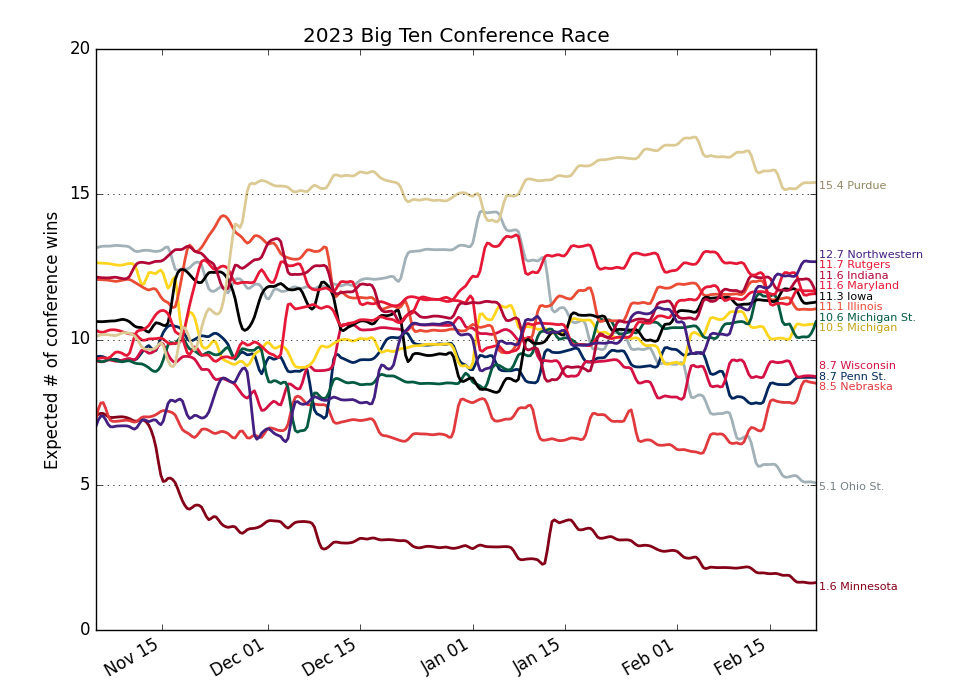 2023 Big Ten Conference Race
Expected # of conference wins
20
15
10
5
0
15.4 Purdue
12.7 Northwestern
11.7 Rutgers
11.6 Indiana
11.6 Maryland
11.3 Iowa
11.1 Illinois
10.6 Michigan St.
10.5 Michigan
8.7 Wisconsin
8.7 Penn St.
8.5 Nebraska
5.1 Ohio St.
1.6 Minnesota
Nov 15
Dec 01
Dec 15
Jan 01
Jan 15
Feb 01
Feb 15